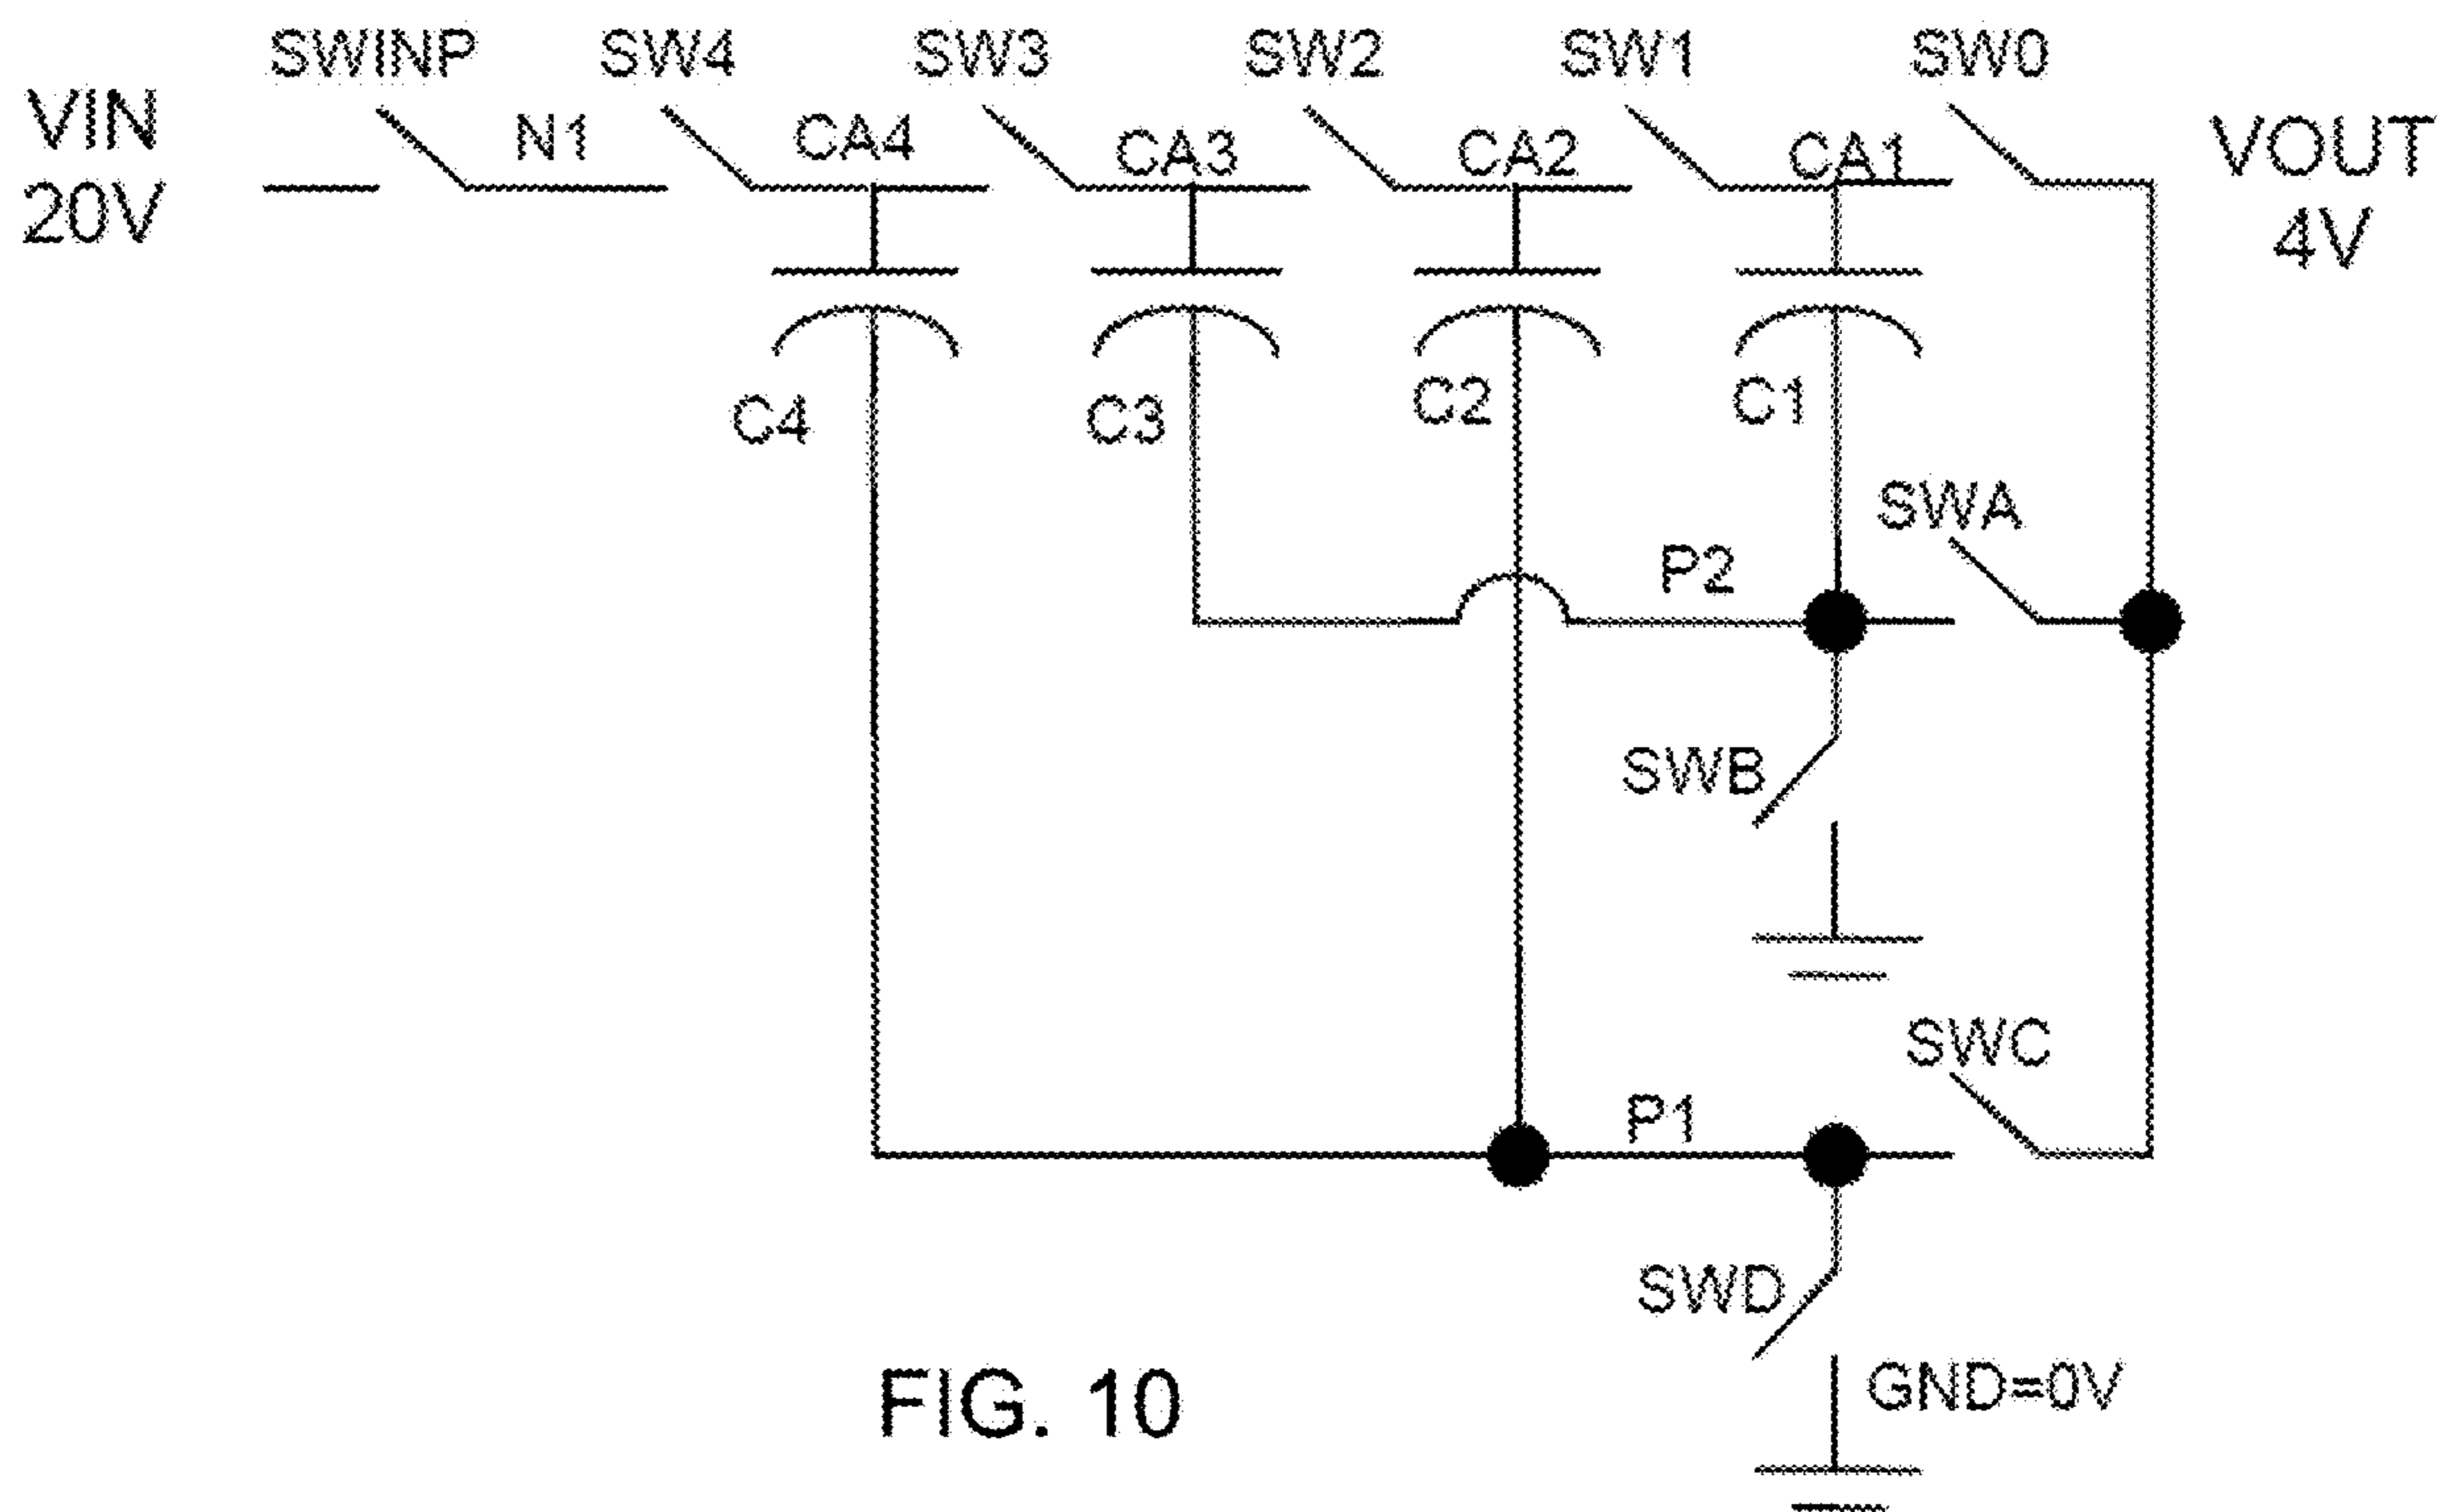 SWINP SW4 SW3 SW2 SW1 SW0
VIN N1 CA4 CA3 CA2 CA1 VOUT
20V 4V
C4 C3 C2 C1
SWA
P2
SWB
SWC
P1
SWD
GND=0V
FIG. 10